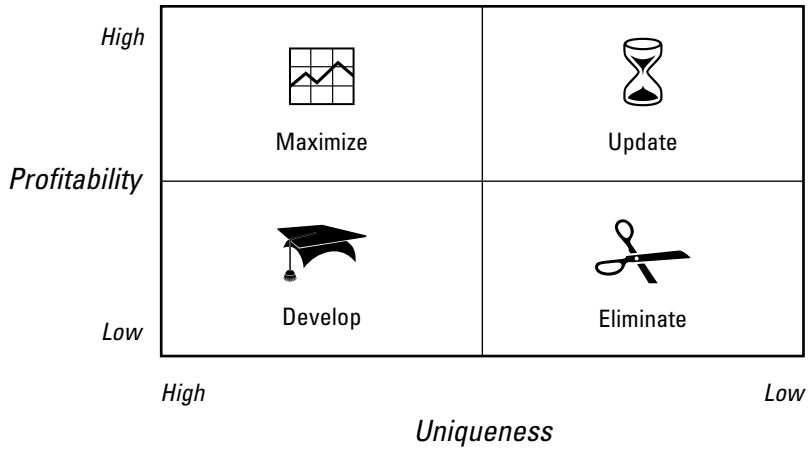 High
Maximize
Update
Profitability
Develop
Eliminate
Low
High
Low
Uniqueness